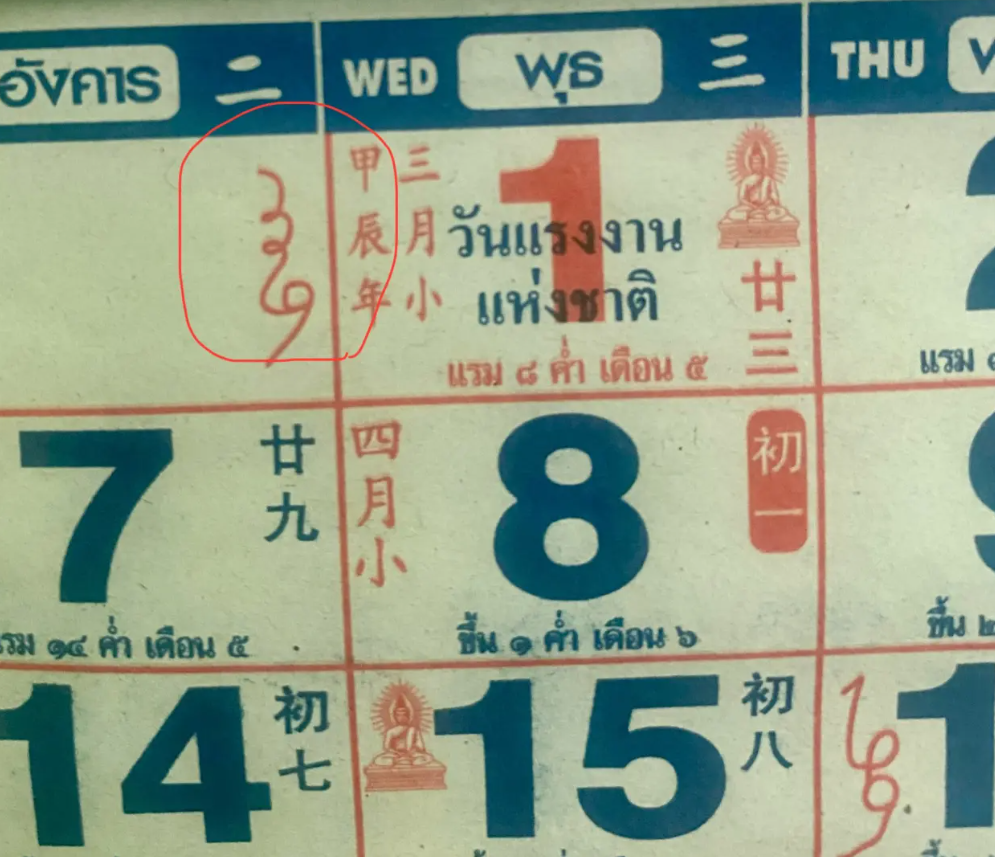 อังคาร 二 WED พุธ 三 THU
甲辰年 三月小 1 วันแรงงาน
แห่งชาติ
廿三
แรม ๘ ค่ำ เดือน ๕ แรม
7 廿九 四月小 8 初一
แรม ๑๔ ค่ำ เดือน ๕ ขึ้น ๑ ค่ำ เดือน ๖ ขึ้น ๒
14 初七 15 初八 1